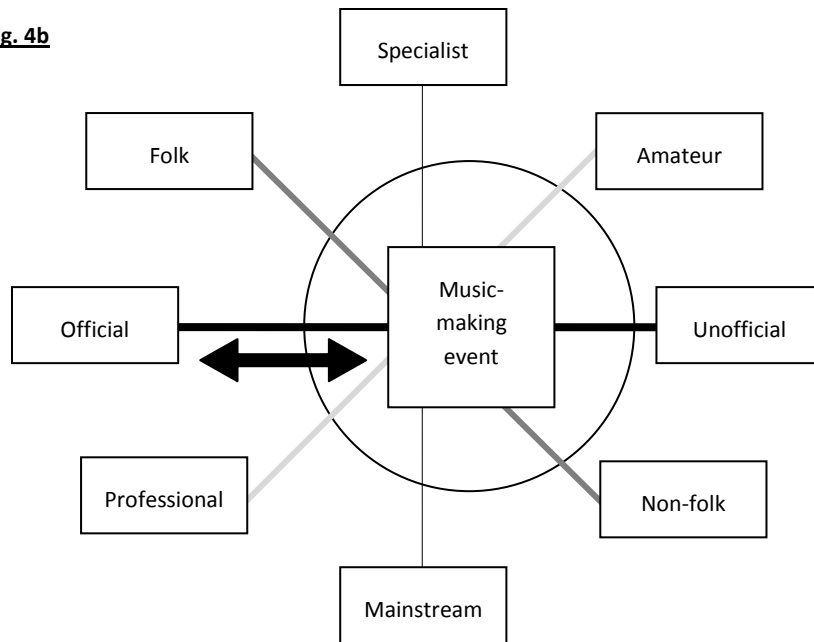 g. 4b
Specialist
Folk
Amateur
Music-
making
event
Official
Unofficial
Professional
Non-folk
Mainstream